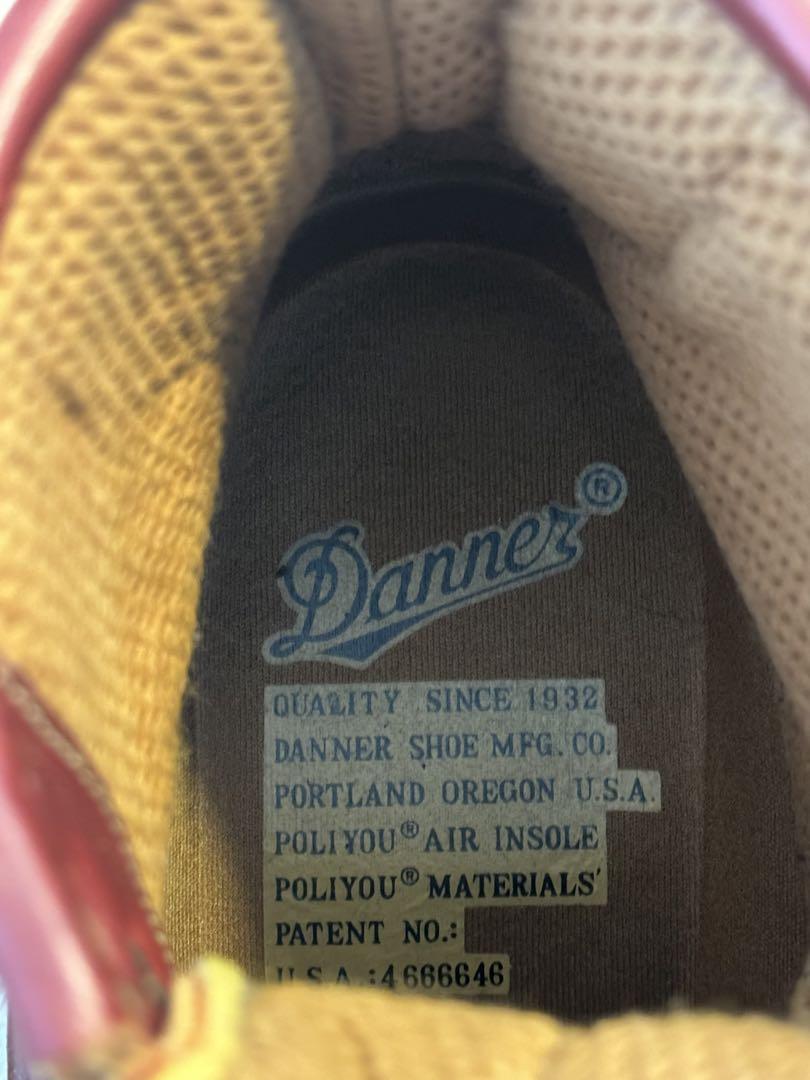 Danner®
QUALITY SINCE 1932
DANNER SHOE MFG. CO.
PORTLAND OREGON U.S.A.
POLIYOU® AIR INSOLE
POLIYOU® MATERIALS'
PATENT NO.:
U.S.A.:4666646